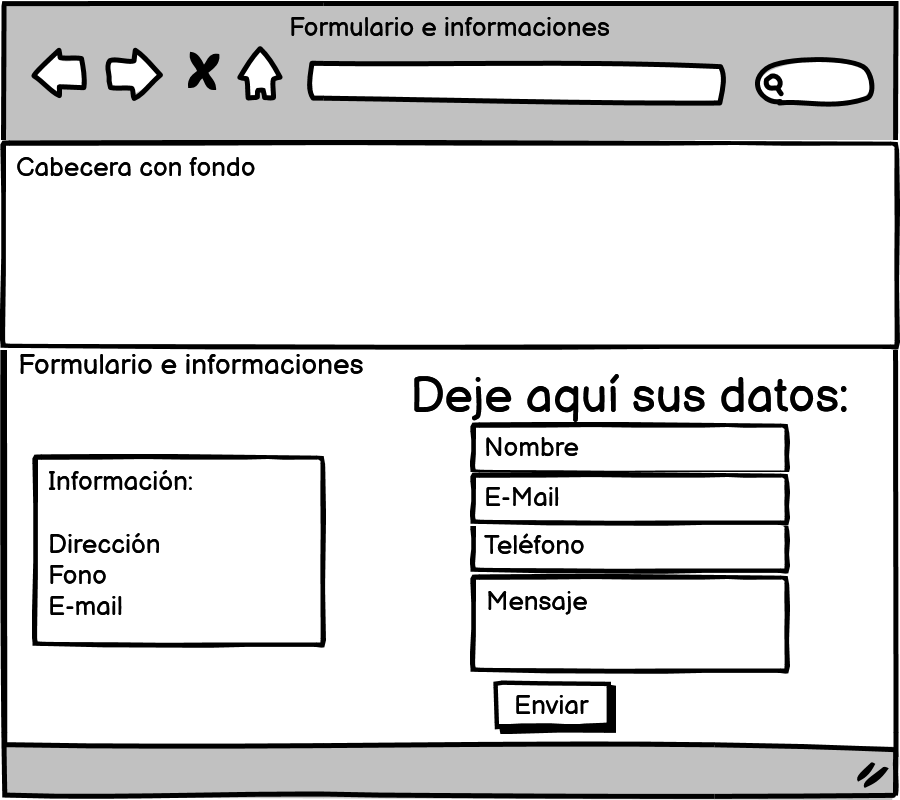 Formulario e informaciones
Cabecera con fondo
Formulario e informaciones
Deje aquí sus datos:
Nombre
E-Mail
Teléfono
Mensaje
Enviar
Información:
Dirección
Fono
E-mail